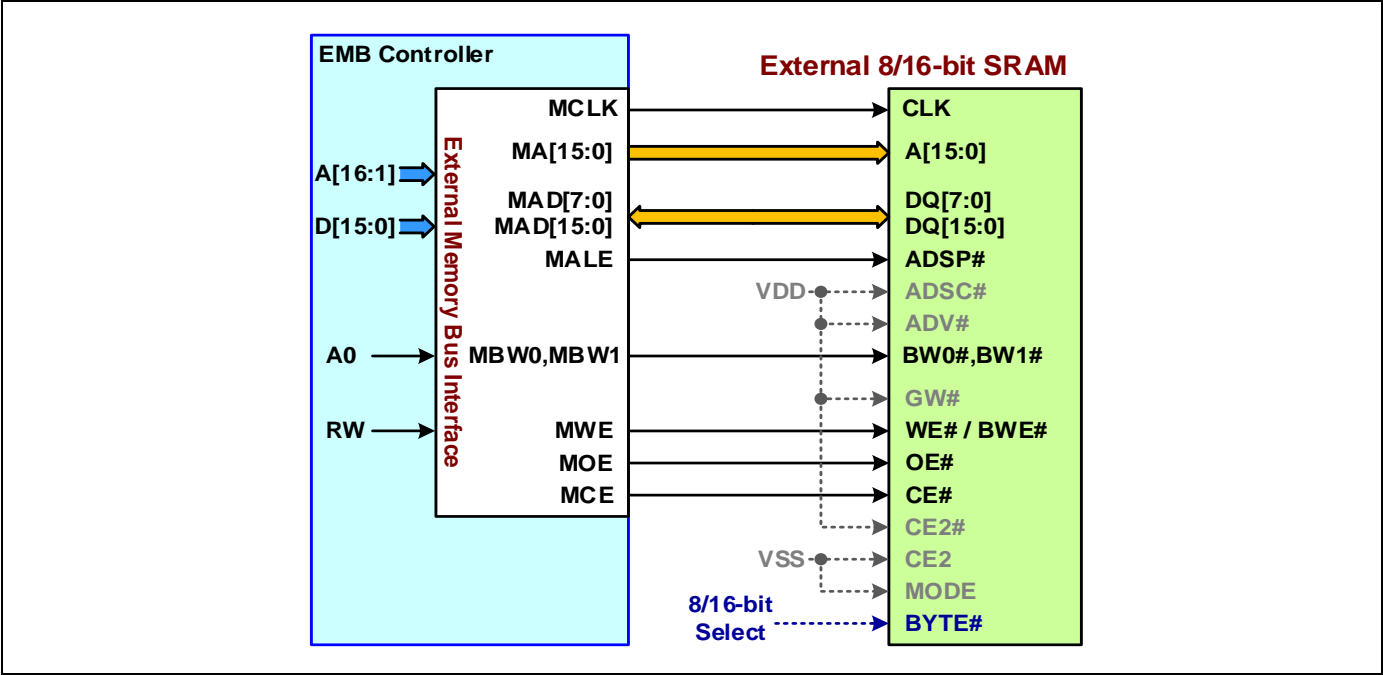 EMB Controller
External 8/16-bit SRAM
MCLK
CLK
MA[15:0]
A[15:0]
A[16:1]
MAD[7:0]
DQ[7:0]
D[15:0]
MAD[15:0]
DQ[15:0]
MALE
ADSP#
VDD
ADSC#
ADV#
External Memory Bus Interface
A0
MBW0,MBW1
BW0#,BW1#
GW#
RW
MWE
WE# / BWE#
MOE
OE#
MCE
CE#
CE2#
VSS
CE2
MODE
8/16-bit
Select
BYTE#